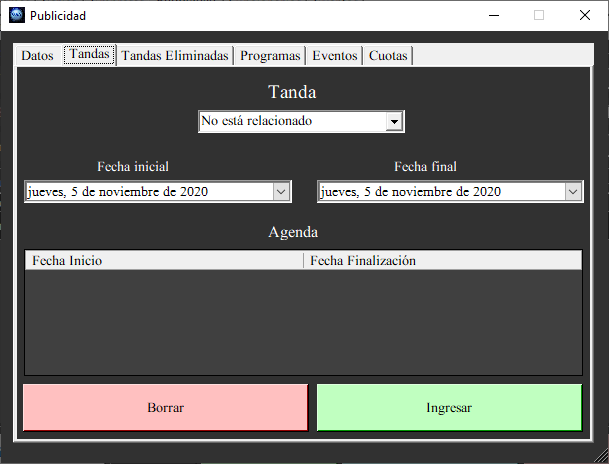 Publicidad
Datos Tandas Tandas Eliminadas Programas Eventos Cuotas
Tanda
No está relacionado
Fecha inicial Fecha final
jueves, 5 de noviembre de 2020 jueves, 5 de noviembre de 2020
Agenda
Fecha Inicio Fecha Finalización
Borrar Ingresar